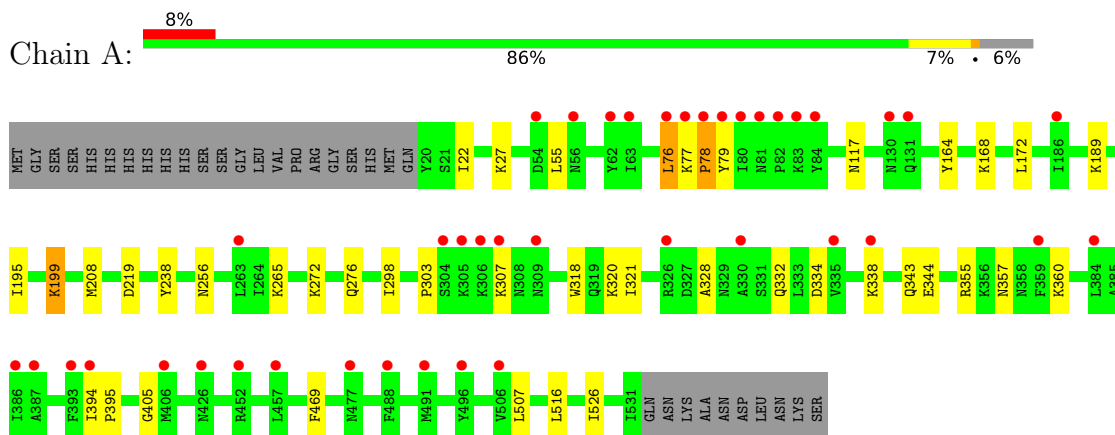 8%
Chain A:
86% 7% • 6%
MET GLY SER SER HIS HIS HIS HIS HIS HIS SER SER GLY LEU VAL PRO ARG GLY SER HIS MET GLN Y20 S21 I22 K27 D54 L55 N56 Y62 I63 L76 K77 P78 Y79 I80 N81 P82 K83 Y84 N117 N130 Q131 Y164 K168 L172 I186 K189
I195 K199 M208 D219 Y238 N256 L263 I264 K265 K272 Q276 I298 P303 S304 K305 K306 K307 N308 N309 W318 Q319 K320 I321 R326 D327 A328 N329 A330 S331 Q332 L333 D334 V335 K338 Q343 E344 R355 K356 N357 N358 F359 K360 L384 A385
I386 A387 F393 I394 P395 G405 M406 N426 R452 L457 F469 N477 F488 M491 Y496 V506 L507 L516 I526 I531 GLN ASN LYS ALA ASN ASP LEU ASN LYS SER